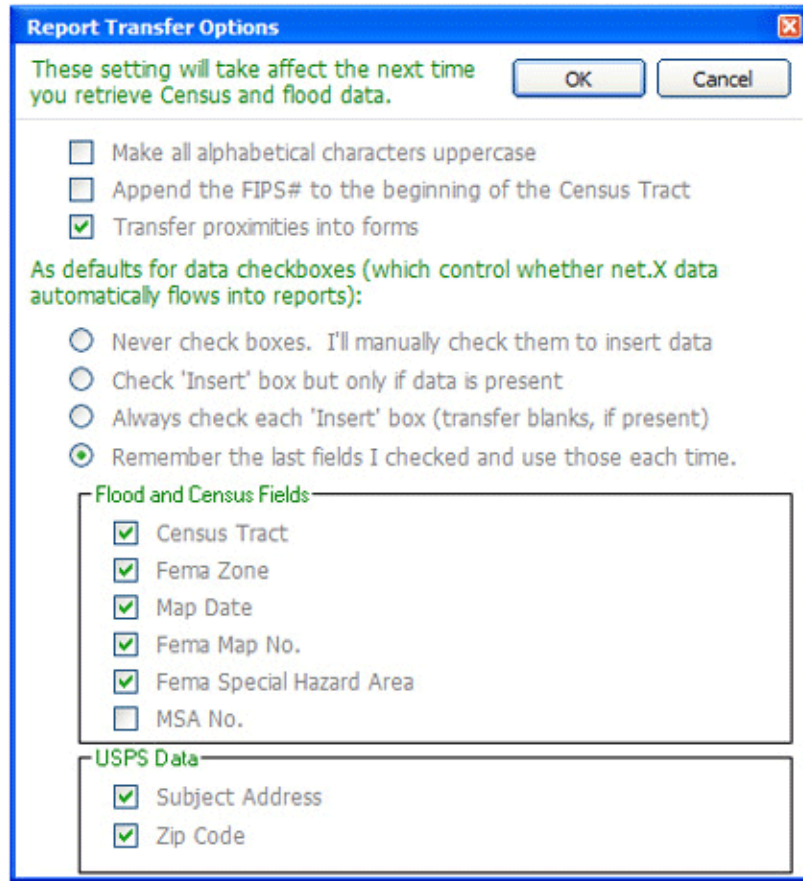 Report Transfer Options
These setting will take affect the next time
you retrieve Census and flood data.
OK
Cancel
Make all alphabetical characters uppercase
Append the FIPS# to the beginning of the Census Tract
Transfer proximities into forms
As defaults for data checkboxes (which control whether net.X data
automatically flows into reports):
Never check boxes. I'll manually check them to insert data
Check 'Insert' box but only if data is present
Always check each 'Insert' box (transfer blanks, if present)
Remember the last fields I checked and use those each time.
Flood and Census Fields
Census Tract
Fema Zone
Map Date
Fema Map No.
Fema Special Hazard Area
MSA No.
USPS Data
Subject Address
Zip Code